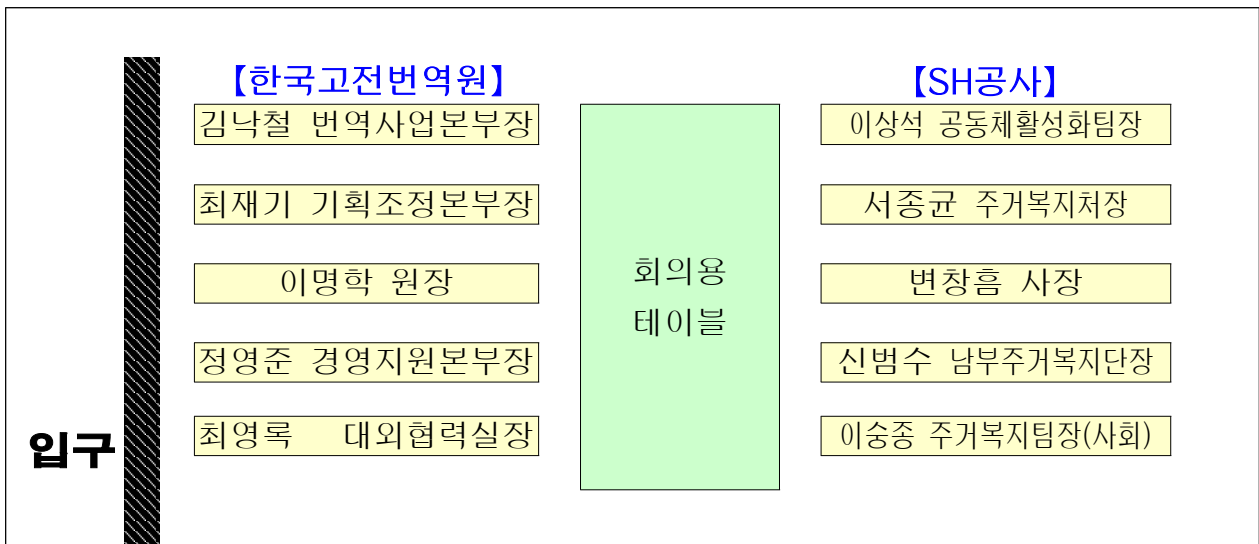 【한국고전번역원】
김낙철 번역사업본부장
최재기 기획조정본부장
이명학 원장
정영준 경영지원본부장
최영록 대외협력실장
입구
회의용
테이블
【SH공사】
이상석 공동체활성화팀장
서종균 주거복지처장
변창흠 사장
신범수 남부주거복지단장
이숭종 주거복지팀장(사회)